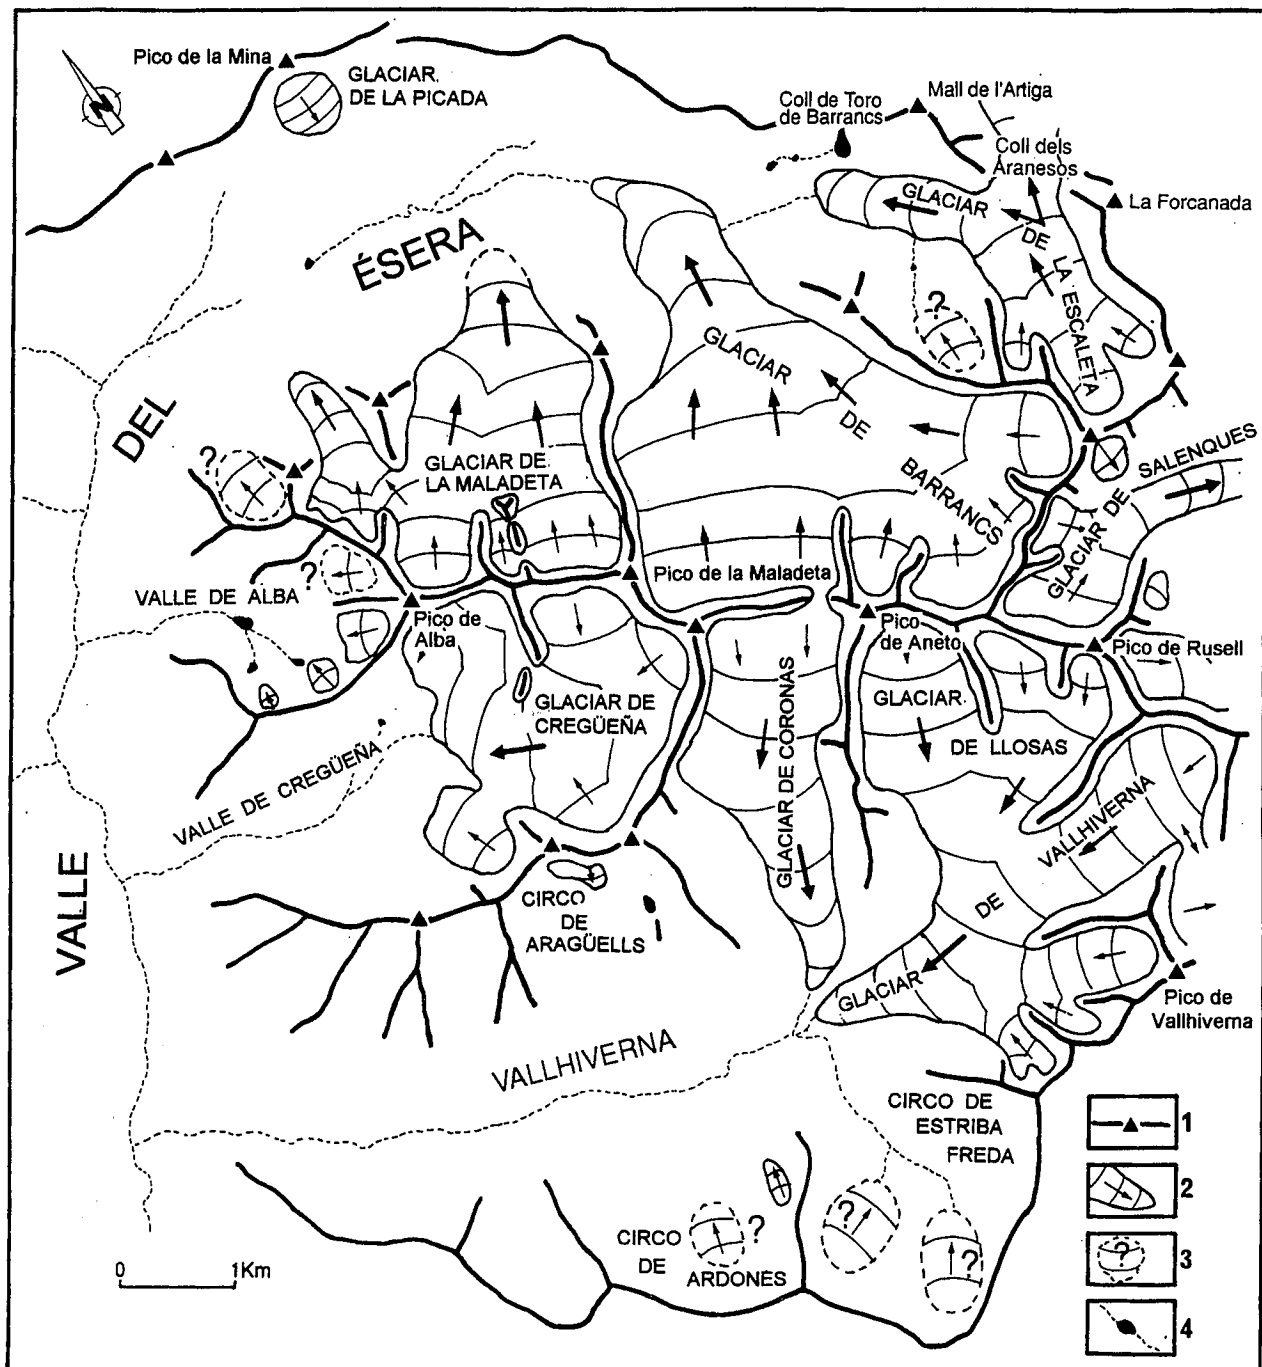 Pico de la Mina
GLACIAR
DE LA PICADA
Coll de Toro
de Barrancs
Mall de l'Artiga
Coll dels
Aranesos
La Forcanada
GLACIAR
DE
LA ESCALETA
ÉSERA
GLACIAR
DE
BARRANCS
DEL
?
?
GLACIAR DE
LA MALADETA
SALENQUES
GLACIAR DE
?
VALLE DE ALBA
Pico de
Alba
Pico de la Maladeta
Pico
de Aneto
Pico de Rusell
GLACIAR DE
CREGÜEÑA
GLACIAR DE CORONAS
GLACIAR
DE LLOSAS
VALLE DE CREGÜEÑA
VALLHIVERNA
DE
GLACIAR
VALLE
CIRCO
DE
ARAGÜELLS
Pico de
Vallhiverna
VALLHIVERNA
CIRCO DE
ESTRIBA
FREDA
CIRCO
DE ARDONÉS
?
?
?
0 1Km
1
2
? 3
4